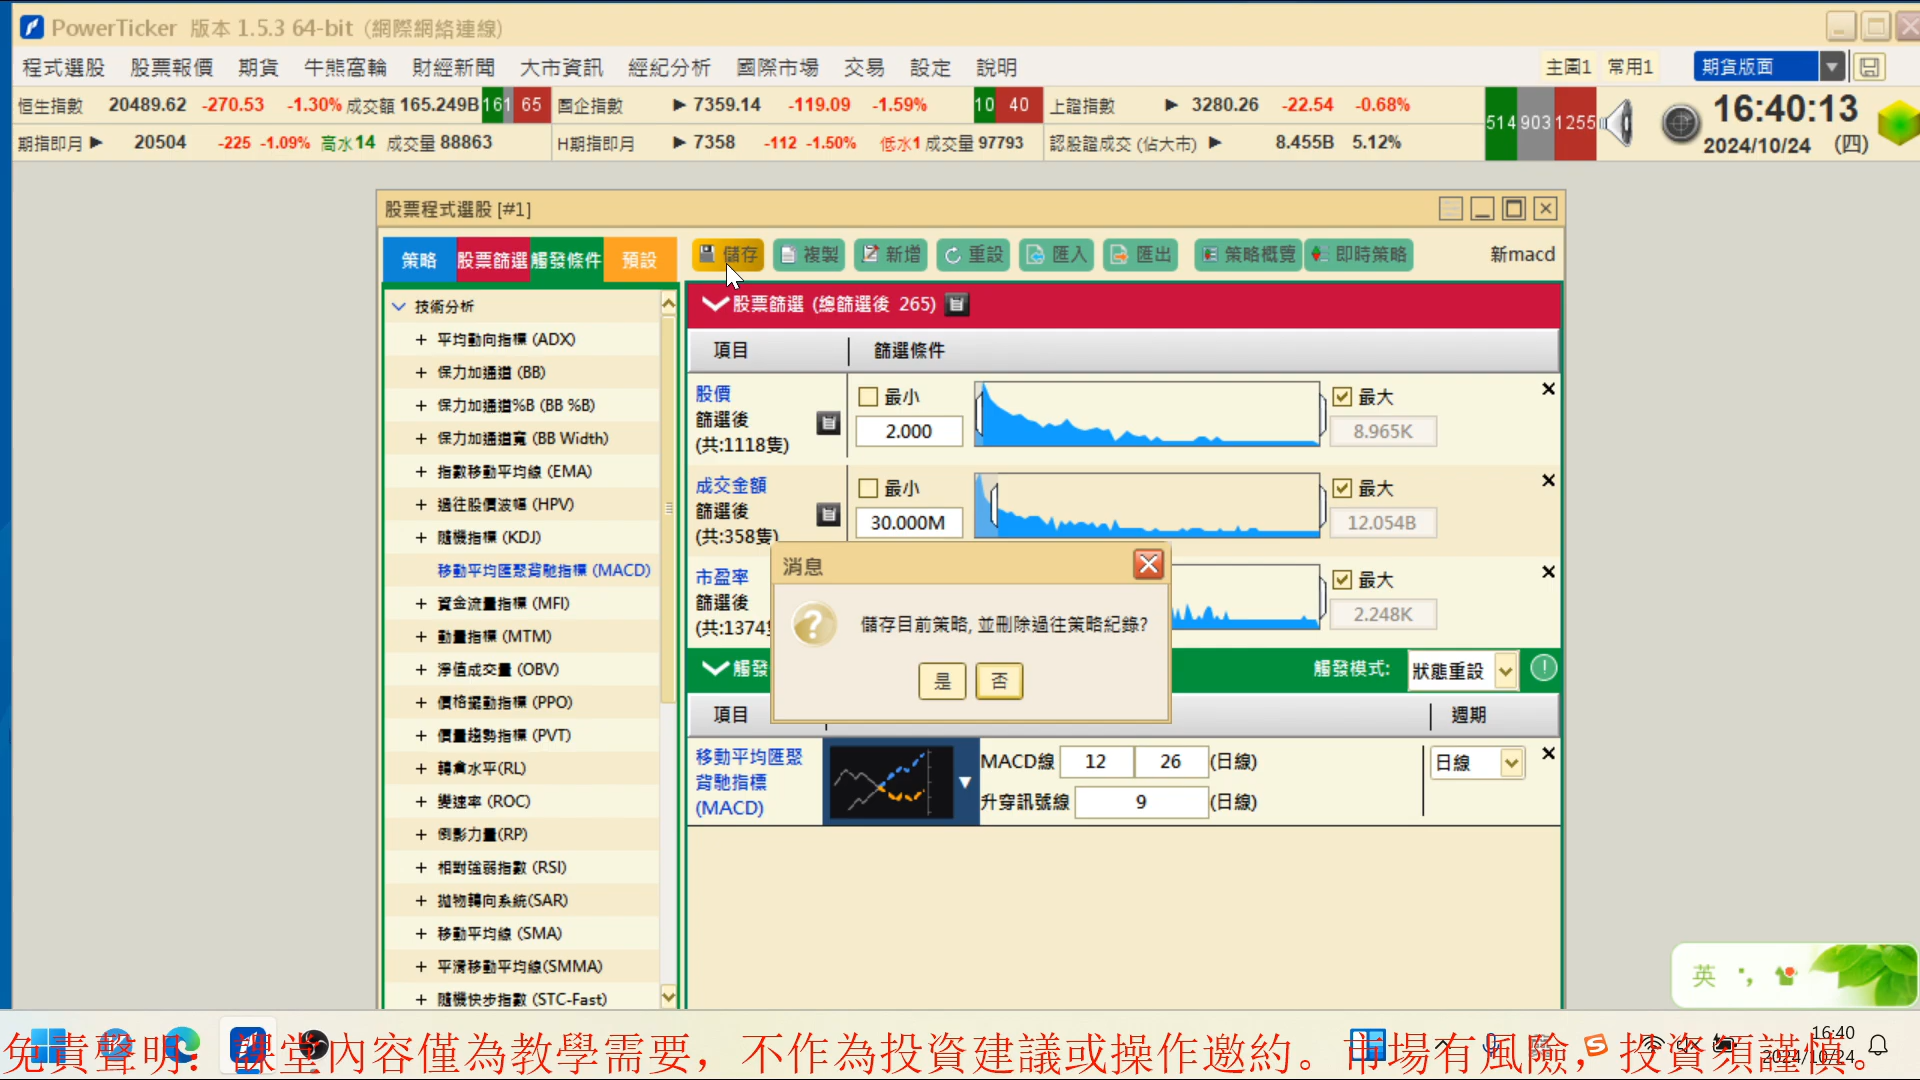 PowerTicker 版本 1.5.3 64-bit (網際網絡連線)
程式選股 股票報價 期貨 牛熊窩輪 財經新聞 大市資訊 經紀分析 國際市場 交易 設定 說明 主圖1 常用1 期貨版面
恒生指數 20489.62 -270.53 -1.30% 成交額 165.249B 161 65 國企指數 ▶ 7359.14 -119.09 -1.59% 10 40 上證指數 ▶ 3280.26 -22.54 -0.68%
期指即月 ▶ 20504 -225 -1.09% 高水14 成交量 88863 H期指即月 ▶ 7358 -112 -1.50% 低水1 成交量 97793 認股證成交 (佔大市) ▶ 8.455B 5.12%
514 903 1255
16:40:13
2024/10/24 (四)
股票程式選股 [#1]
策略 股票篩選 觸發條件 預設
儲存 複製 新增 重設 匯入 匯出 策略概覽 即時策略 新macd
技術分析
+ 平均動向指標 (ADX)
+ 保力加通道 (BB)
+ 保力加通道%B (BB %B)
+ 保力加通道寬 (BB Width)
+ 指數移動平均線 (EMA)
+ 過往股價波幅 (HPV)
+ 隨機指標 (KDJ)
移動平均匯聚背馳指標 (MACD)
+ 資金流量指標 (MFI)
+ 動量指標 (MTM)
+ 淨值成交量 (OBV)
+ 價格擺動指標 (PPO)
+ 價量趨勢指標 (PVT)
+ 轉角水平(RL)
+ 變速率 (ROC)
+ 倒影力量(RP)
+ 相對強弱指數 (RSI)
+ 拋物轉向系統(SAR)
+ 移動平均線 (SMA)
+ 平滑移動平均線(SMMA)
+ 隨機快步指數 (STC-Fast)
股票篩選 (總篩選後 265)
項目 篩選條件
股價
篩選後
(共:1118隻)
最小
2.000
最大
8.965K
成交金額
篩選後
(共:358隻)
最小
30.000M
最大
12.054B
市盈率
篩選後
(共:1374
最大
2.248K
消息
儲存目前策略, 並刪除過往策略紀錄?
是 否
觸發
觸發模式: 狀態重設
項目 週期
移動平均匯聚
背馳指標
(MACD)
MACD線 12 26 (日線)
升穿訊號線 9 (日線)
日線
英
16:40
2024/10/24
免責聲明：課堂內容僅為教學需要，不作為投資建議或操作邀約。市場有風險，投資須謹慎。